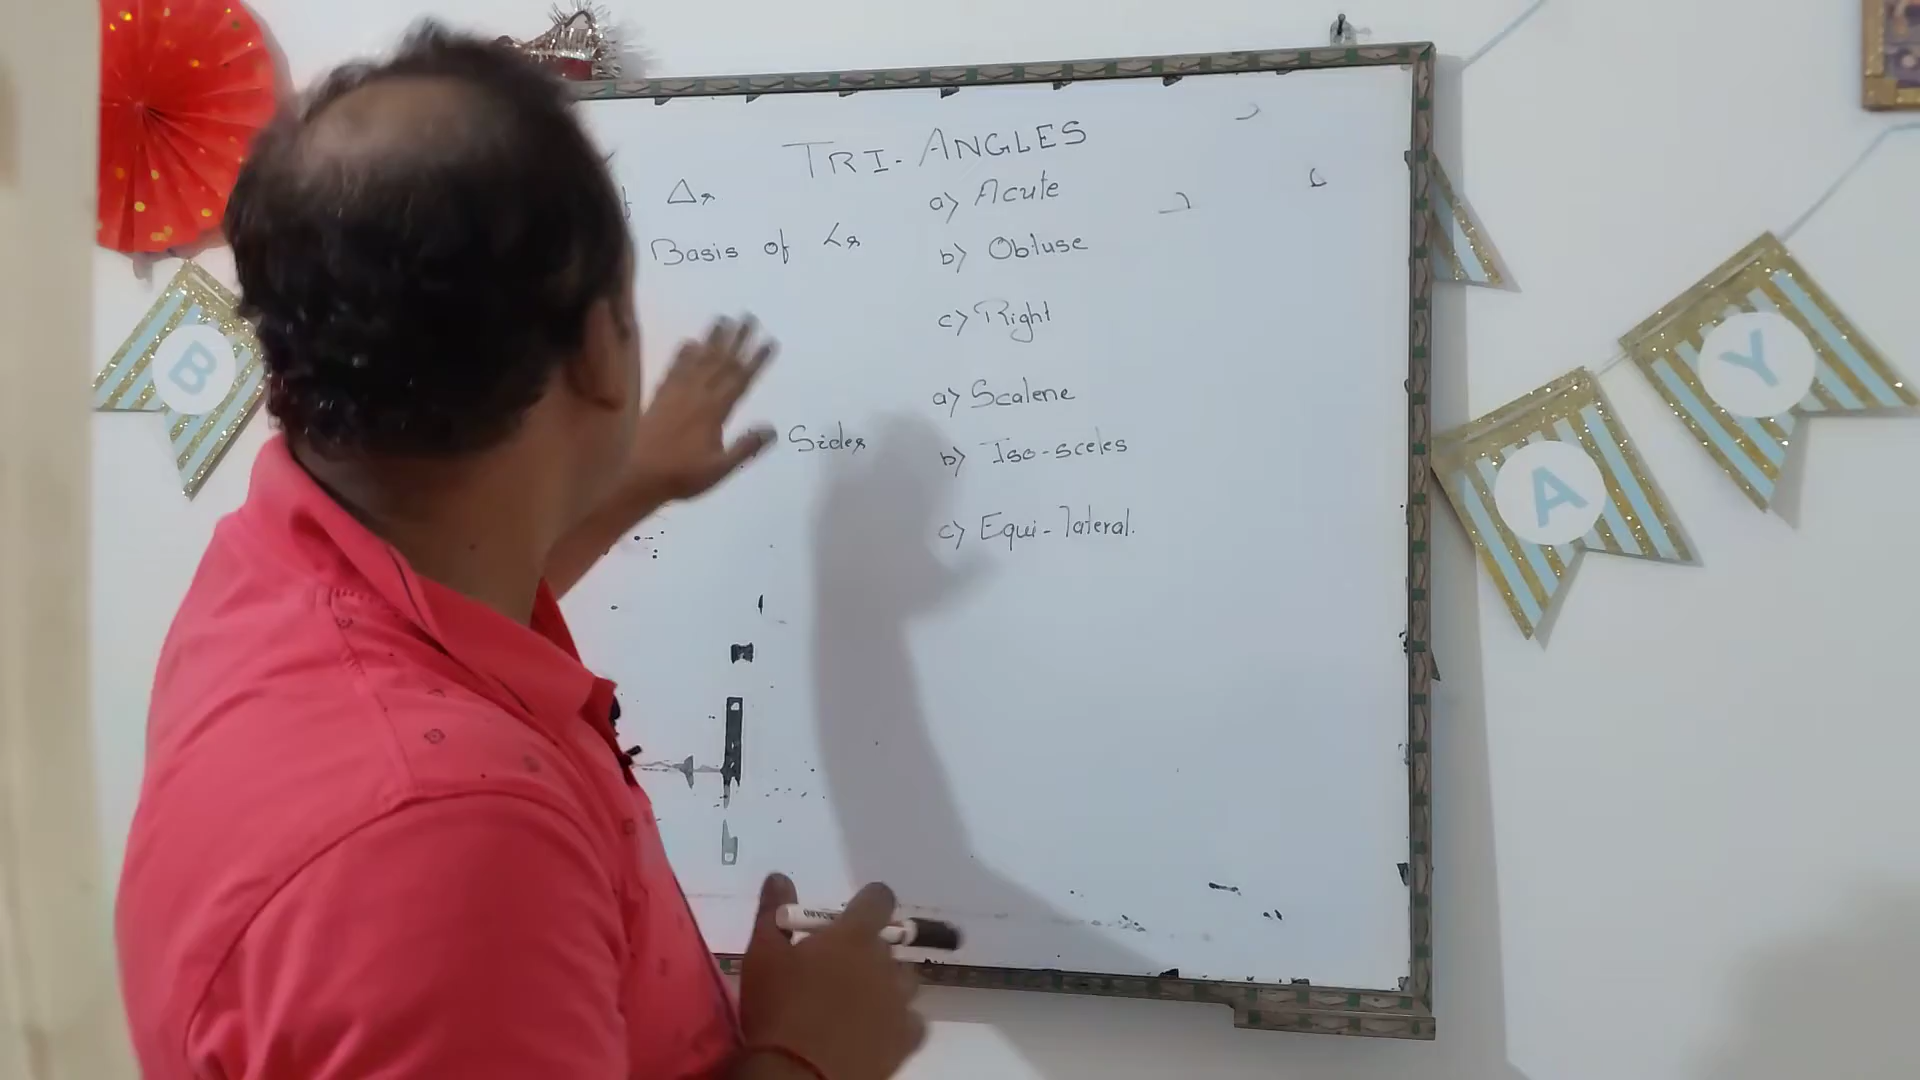 TRI-ANGLES
Δs
a) Acute
Basis of ∠s
b) Obtuse
c) Right
a) Scalene
Sides
b) Iso-sceles
c) Equi-lateral.
B
A
Y